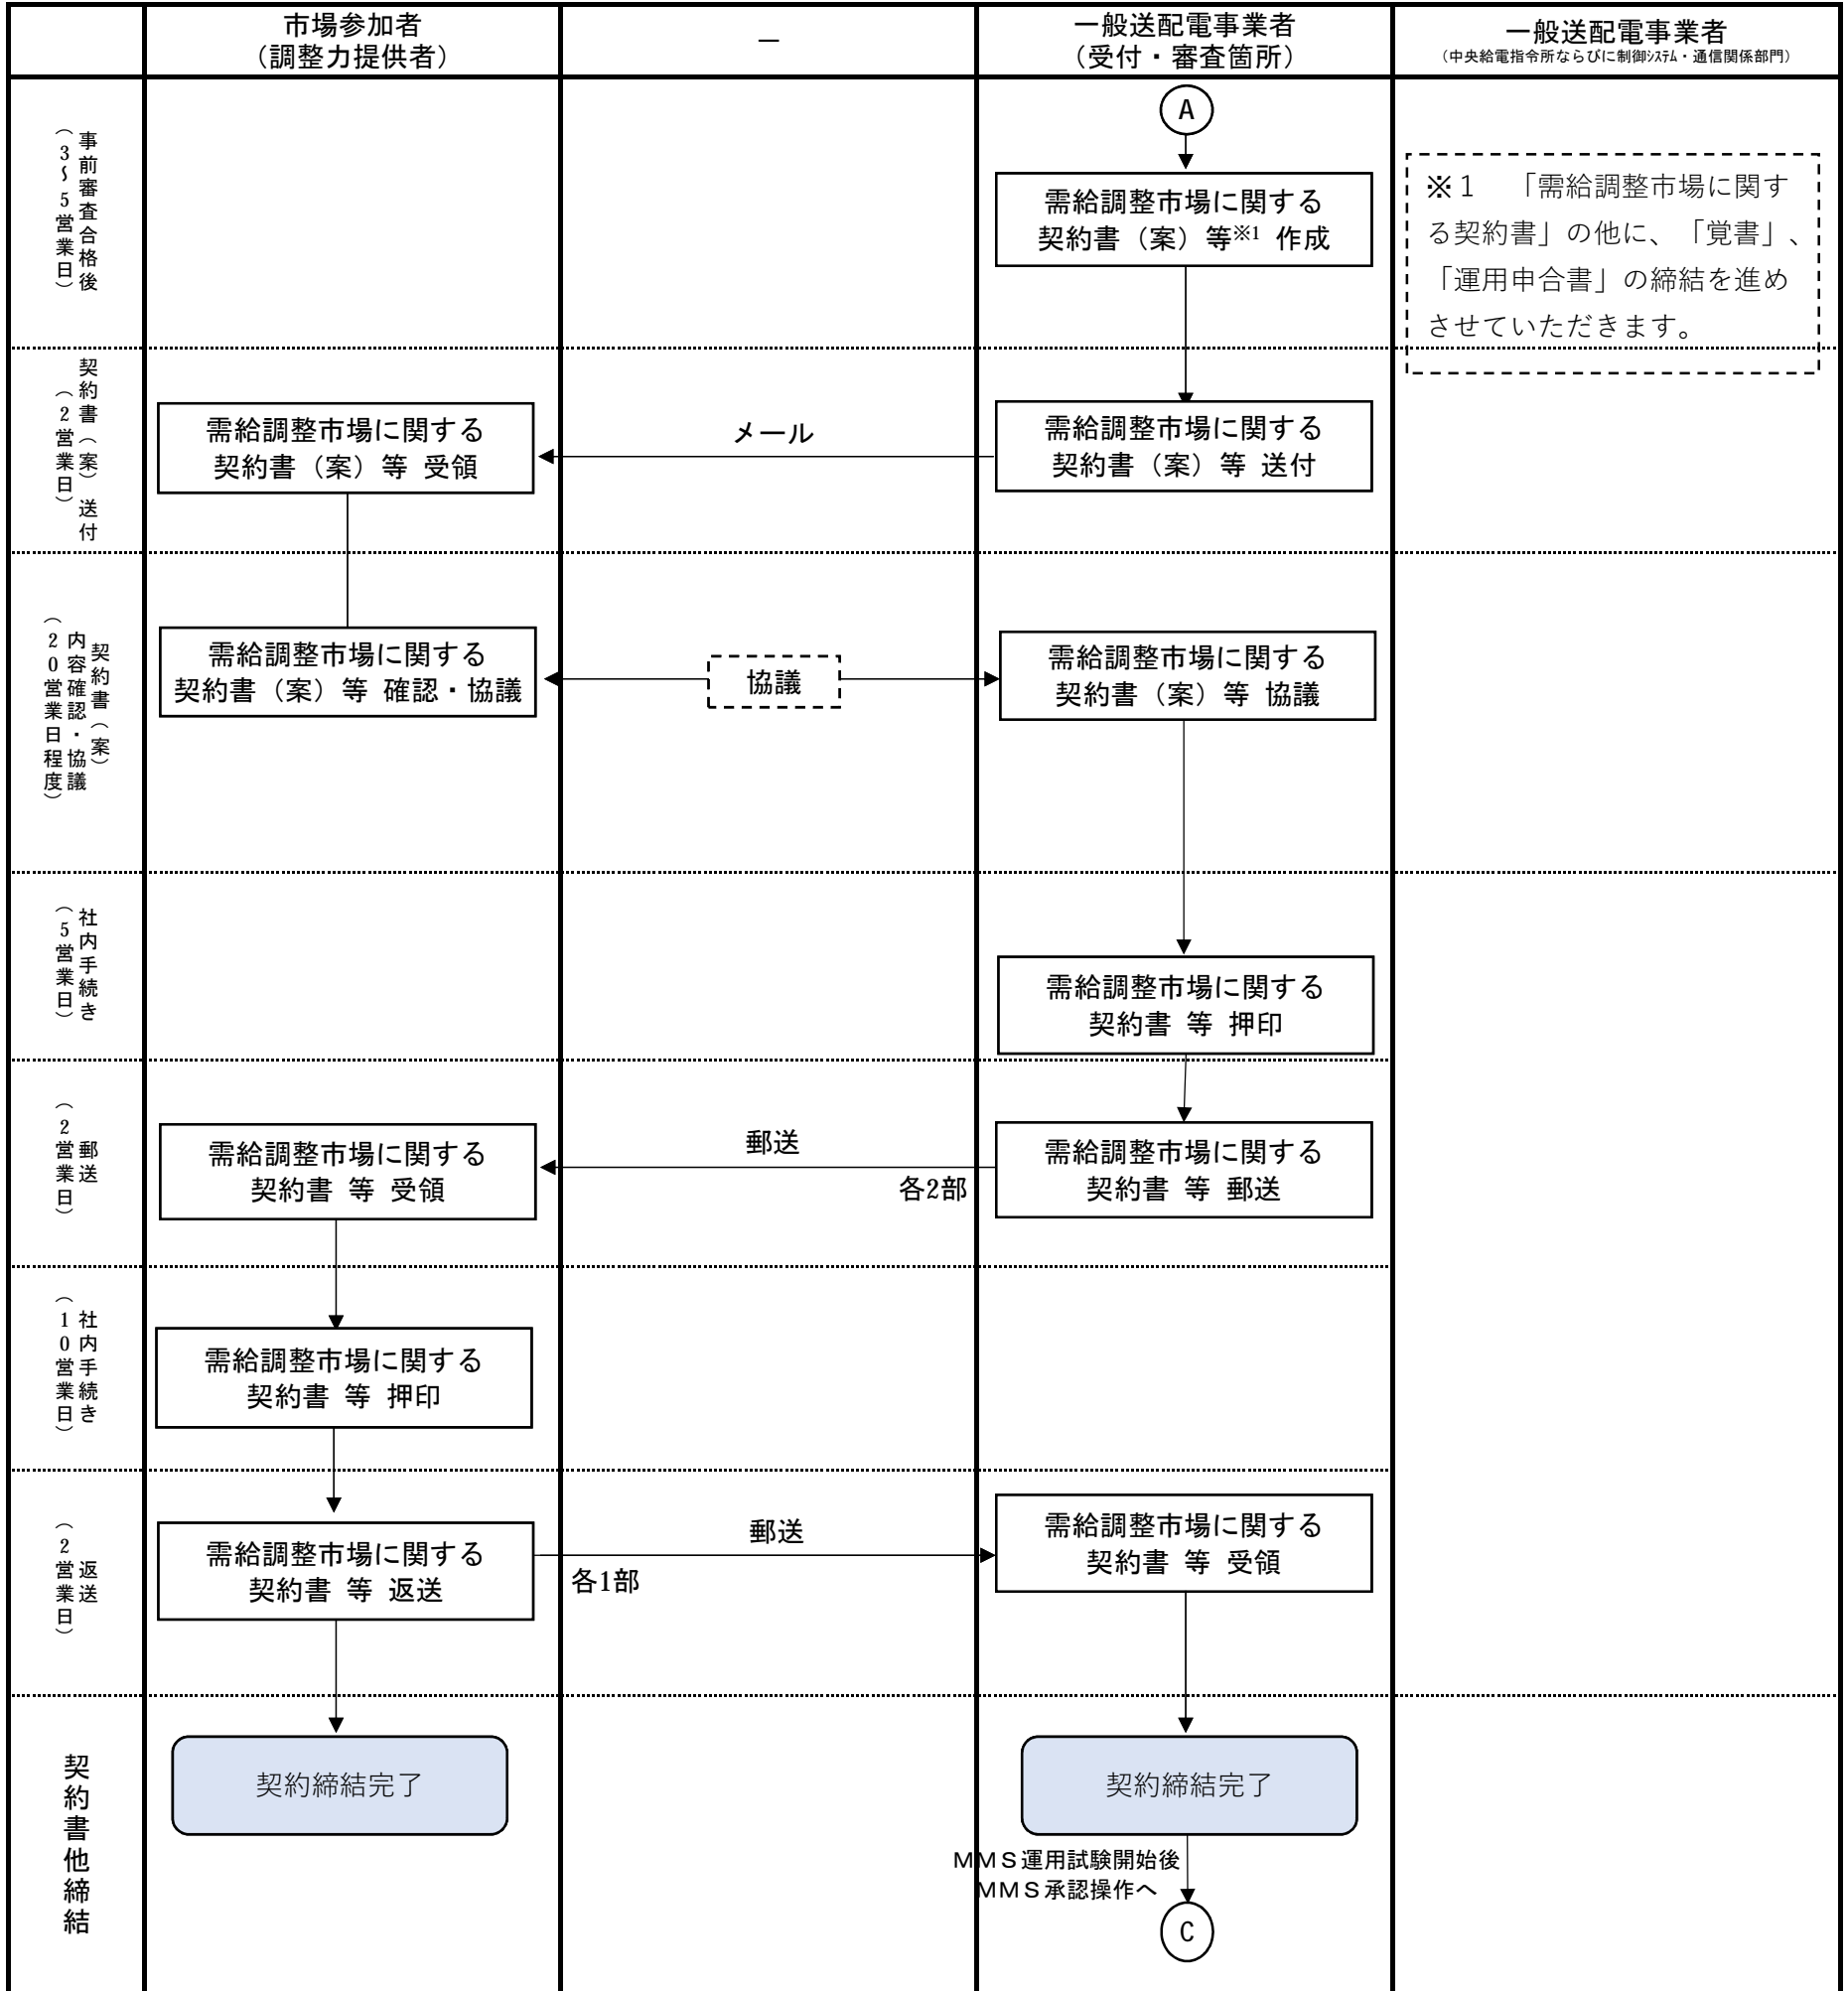 市場参加者
（調整力提供者）
－
一般送配電事業者
（受付・審査箇所）
一般送配電事業者
（中央給電指令所ならびに制御ｼｽﾃﾑ・通信関係部門）
事前審査合格後
（3～5営業日）
A
需給調整市場に関する
契約書（案）等※1 作成
※１　「需給調整市場に関す
る契約書」の他に、「覚書」、
「運用申合書」の締結を進め
させていただきます。
契約書（案）送付
（2営業日）
需給調整市場に関する
契約書（案）等 受領
メール
需給調整市場に関する
契約書（案）等 送付
契約書（案）
内容確認・協議
（20営業日程度）
需給調整市場に関する
契約書（案）等 確認・協議
協議
需給調整市場に関する
契約書（案）等 協議
社内手続き
（5営業日）
需給調整市場に関する
契約書 等 押印
郵送
（2営業日）
需給調整市場に関する
契約書 等 受領
郵送
各2部
需給調整市場に関する
契約書 等 郵送
社内手続き
（10営業日）
需給調整市場に関する
契約書 等 押印
返送
（2営業日）
需給調整市場に関する
契約書 等 返送
郵送
各1部
需給調整市場に関する
契約書 等 受領
契約書他締結
契約締結完了
契約締結完了
ＭＭＳ運用試験開始後
ＭＭＳ承認操作へ
C